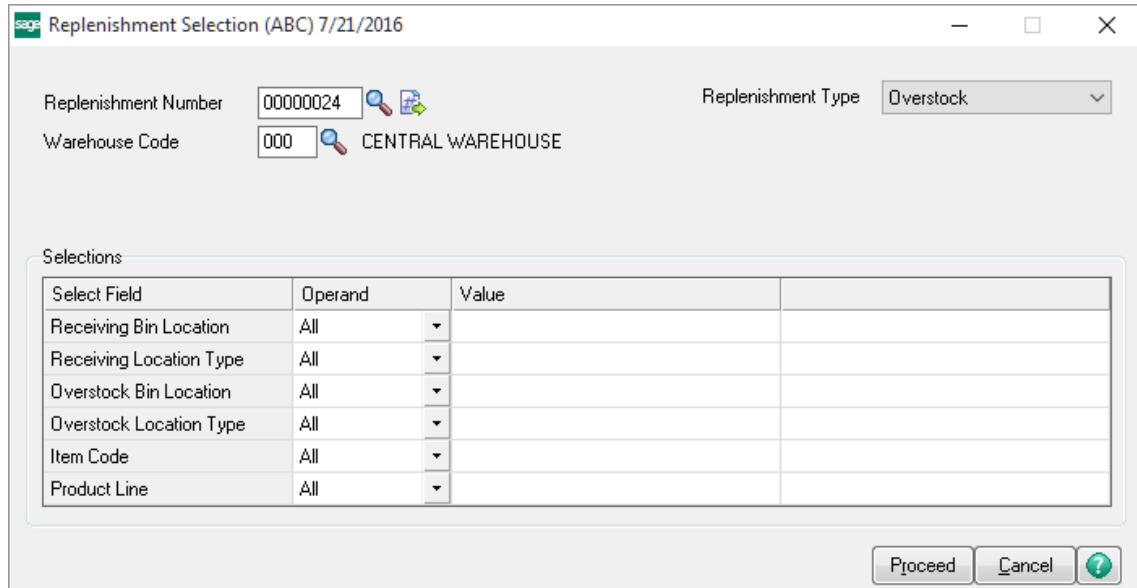 sage Replenishment Selection (ABC) 7/21/2016
Replenishment Number 00000024 Replenishment Type Overstock
Warehouse Code 000 CENTRAL WAREHOUSE
Selections
Select Field Operand Value
Receiving Bin Location All
Receiving Location Type All
Overstock Bin Location All
Overstock Location Type All
Item Code All
Product Line All
Proceed Cancel ?